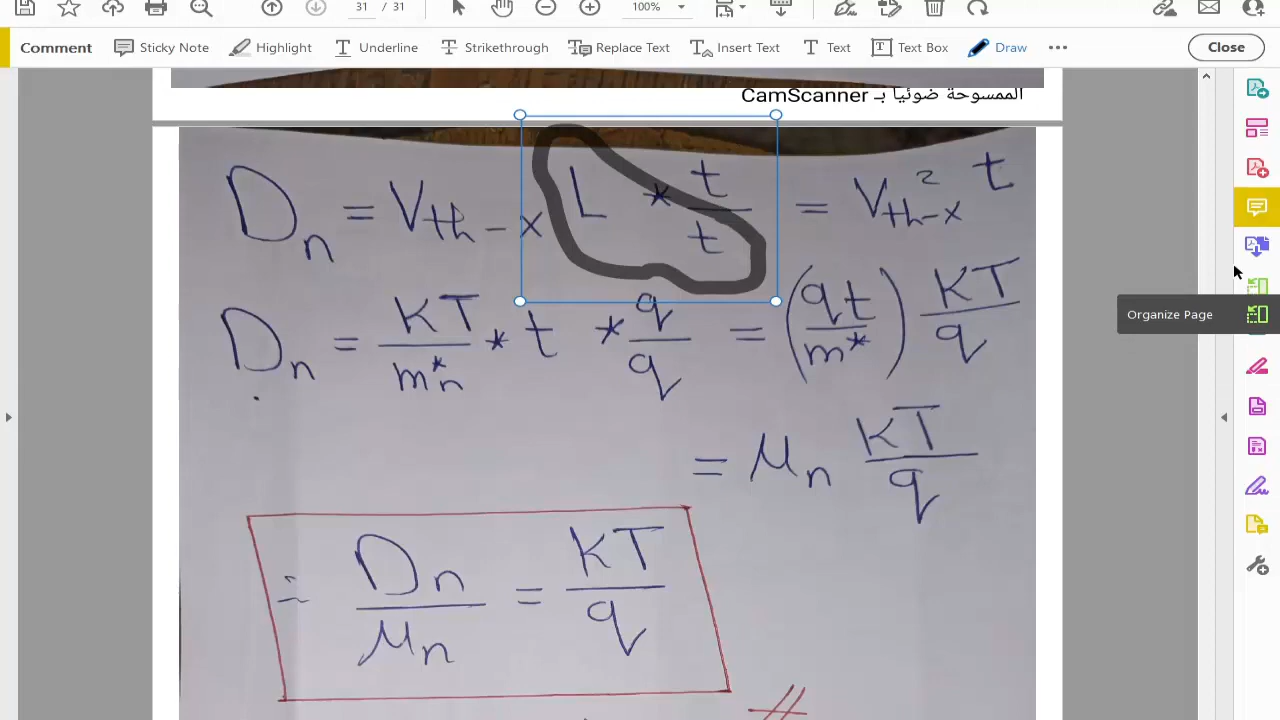 31 / 31 100%
Comment Sticky Note Highlight Underline Strikethrough Replace Text Insert Text Text Text Box Draw Close
الممسوحة ضوئيا بـ CamScanner
Dn = Vth-x L * t/t = Vth-x² t
Dn = KT/m*n * t * q/q = (qt/m*) KT/q
Organize Page
= μn KT/q
∴ Dn/μn = KT/q